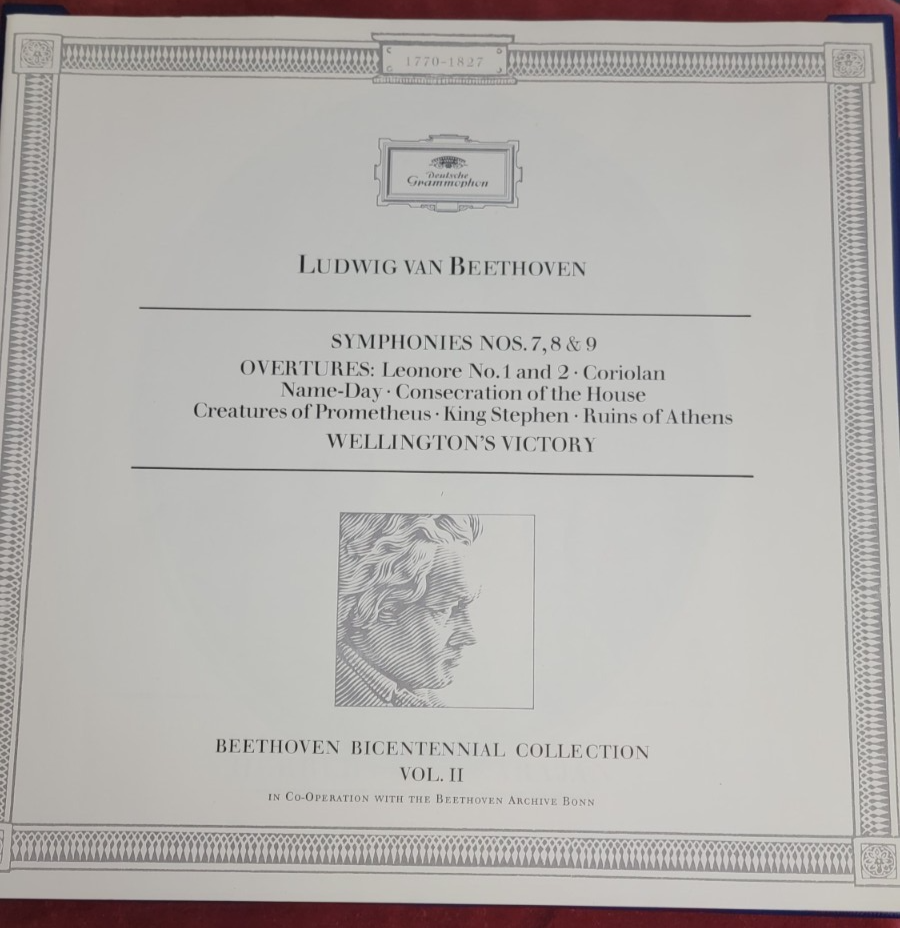 1770-1827
Deutsche
Grammophon
LUDWIG VAN BEETHOVEN
SYMPHONIES NOS. 7, 8 & 9
OVERTURES: Leonore No. 1 and 2 · Coriolan
Name-Day · Consecration of the House
Creatures of Prometheus · King Stephen · Ruins of Athens
WELLINGTON'S VICTORY
BEETHOVEN BICENTENNIAL COLLECTION
VOL. II
IN CO-OPERATION WITH THE BEETHOVEN ARCHIVE BONN